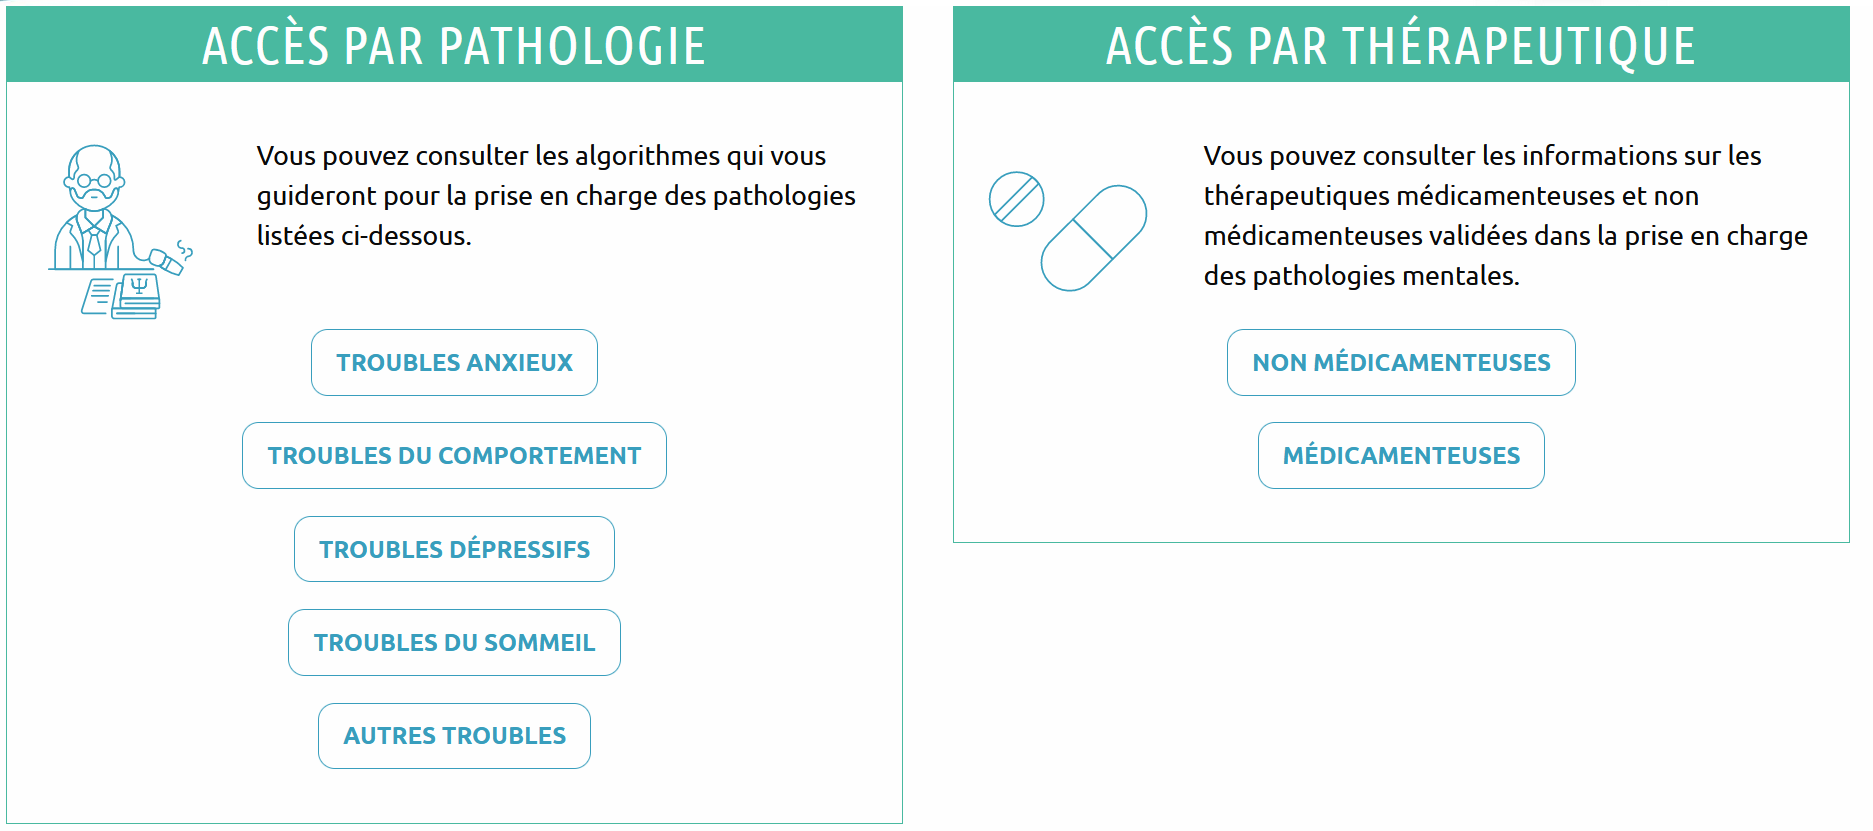 ACCÈS PAR PATHOLOGIE
Vous pouvez consulter les algorithmes qui vous
guideront pour la prise en charge des pathologies
listées ci-dessous.
Ψ
TROUBLES ANXIEUX
TROUBLES DU COMPORTEMENT
TROUBLES DÉPRESSIFS
TROUBLES DU SOMMEIL
AUTRES TROUBLES
ACCÈS PAR THÉRAPEUTIQUE
Vous pouvez consulter les informations sur les
thérapeutiques médicamenteuses et non
médicamenteuses validées dans la prise en charge
des pathologies mentales.
NON MÉDICAMENTEUSES
MÉDICAMENTEUSES